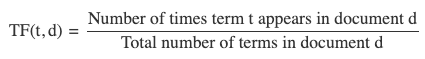 TF(t,d) = Number of times term t appears in document d
Total number of terms in document d